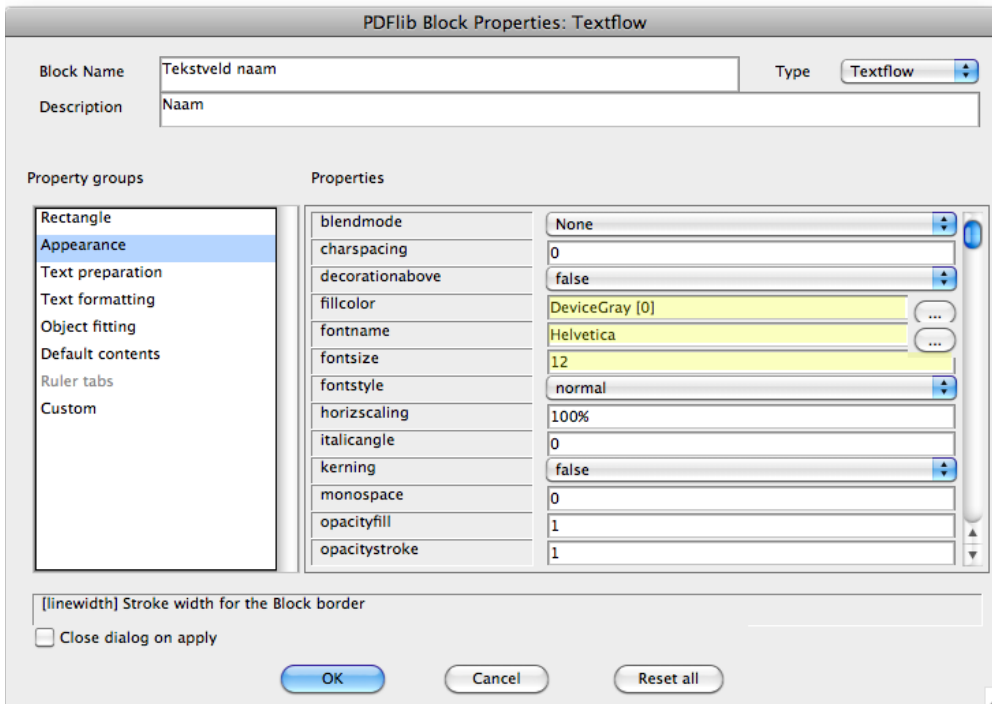 PDFlib Block Properties: Textflow
Block Name Tekstveld naam Type Textflow
Description Naam
Property groups Properties
Rectangle
Appearance
Text preparation
Text formatting
Object fitting
Default contents
Ruler tabs
Custom
blendmode None
charspacing 0
decorationabove false
fillcolor DeviceGray [0] ...
fontname Helvetica ...
fontsize 12
fontstyle normal
horizscaling 100%
italicangle 0
kerning false
monospace 0
opacityfill 1
opacitystroke 1
[linewidth] Stroke width for the Block border
Close dialog on apply
OK Cancel Reset all